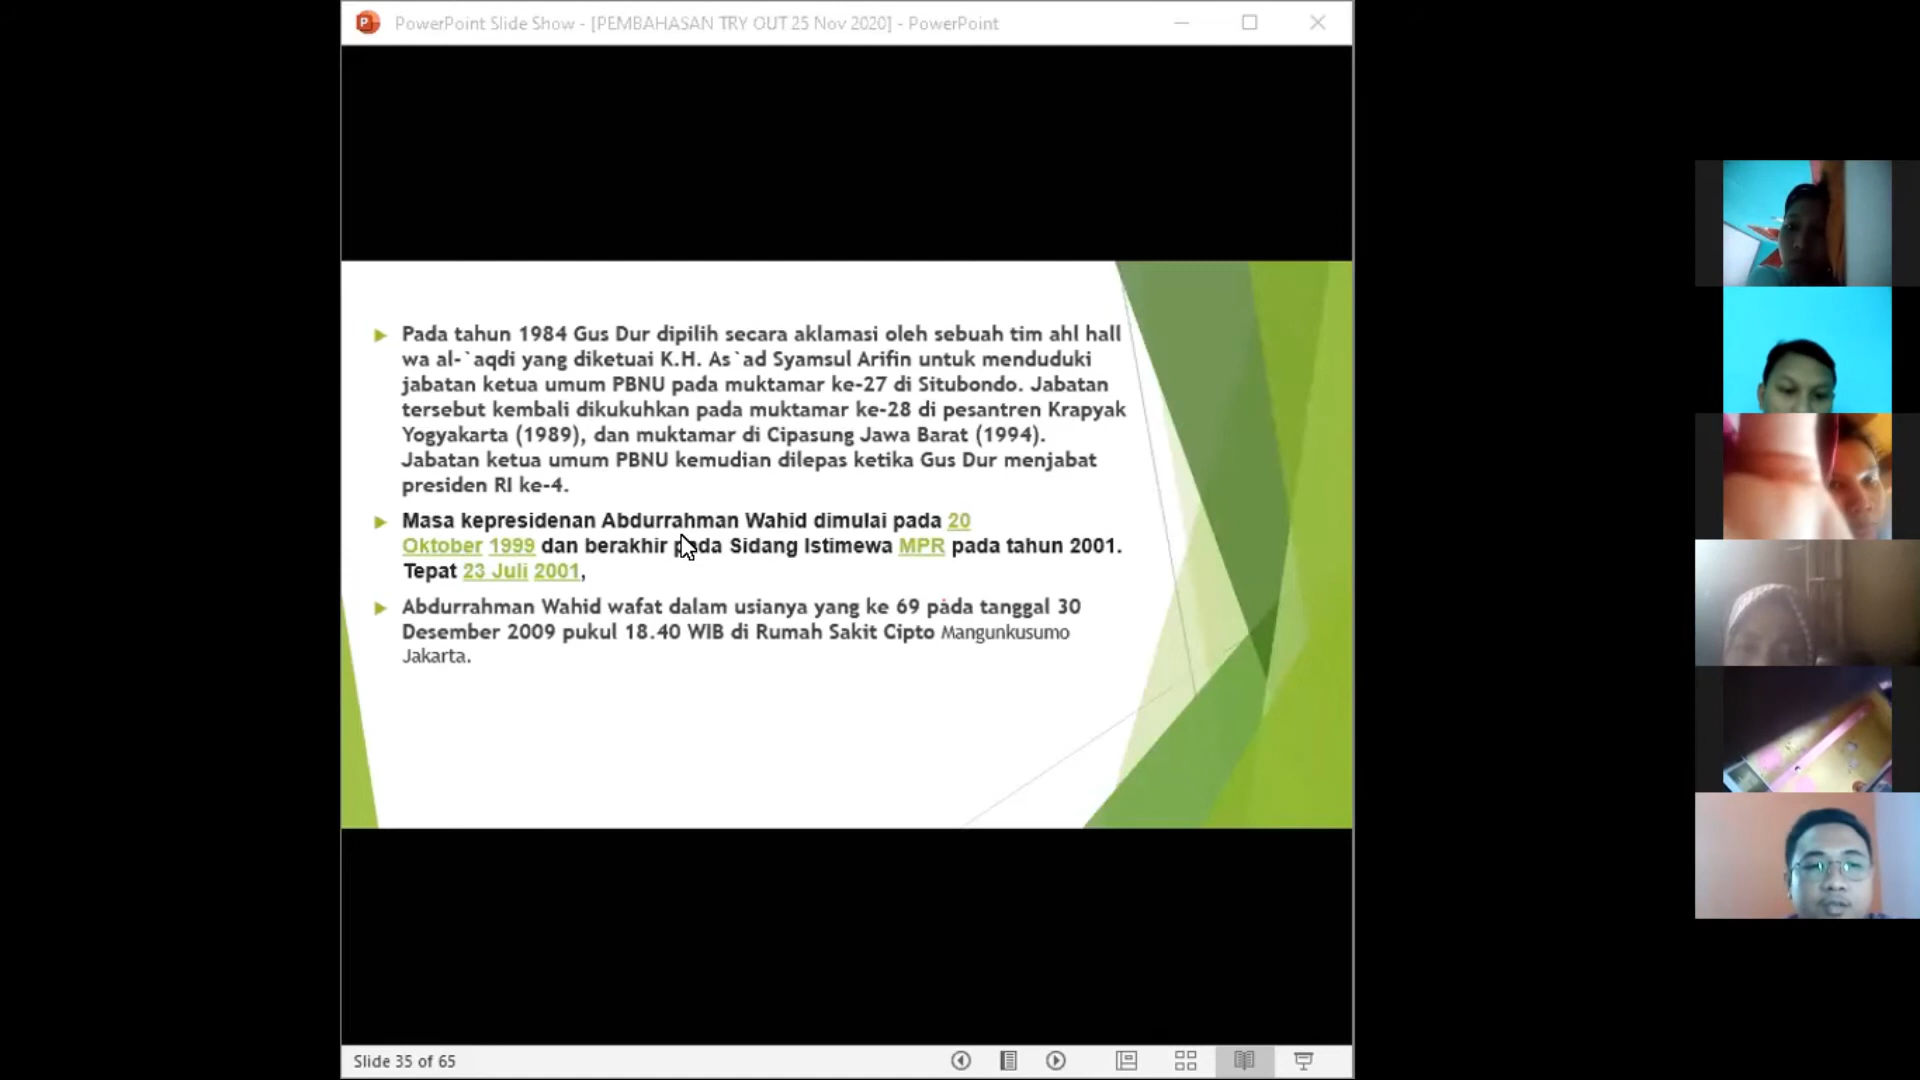 PowerPoint Slide Show - [PEMBAHASAN TRY OUT 25 Nov 2020] - PowerPoint
Pada tahun 1984 Gus Dur dipilih secara aklamasi oleh sebuah tim ahl hall
wa al-`aqdi yang diketuai K.H. As`ad Syamsul Arifin untuk menduduki
jabatan ketua umum PBNU pada muktamar ke-27 di Situbondo. Jabatan
tersebut kembali dikukuhkan pada muktamar ke-28 di pesantren Krapyak
Yogyakarta (1989), dan muktamar di Cipasung Jawa Barat (1994).
Jabatan ketua umum PBNU kemudian dilepas ketika Gus Dur menjabat
presiden RI ke-4.
Masa kepresidenan Abdurrahman Wahid dimulai pada 20
Oktober 1999 dan berakhir pada Sidang Istimewa MPR pada tahun 2001.
Tepat 23 Juli 2001,
Abdurrahman Wahid wafat dalam usianya yang ke 69 pada tanggal 30
Desember 2009 pukul 18.40 WIB di Rumah Sakit Cipto Mangunkusumo
Jakarta.
Slide 35 of 65